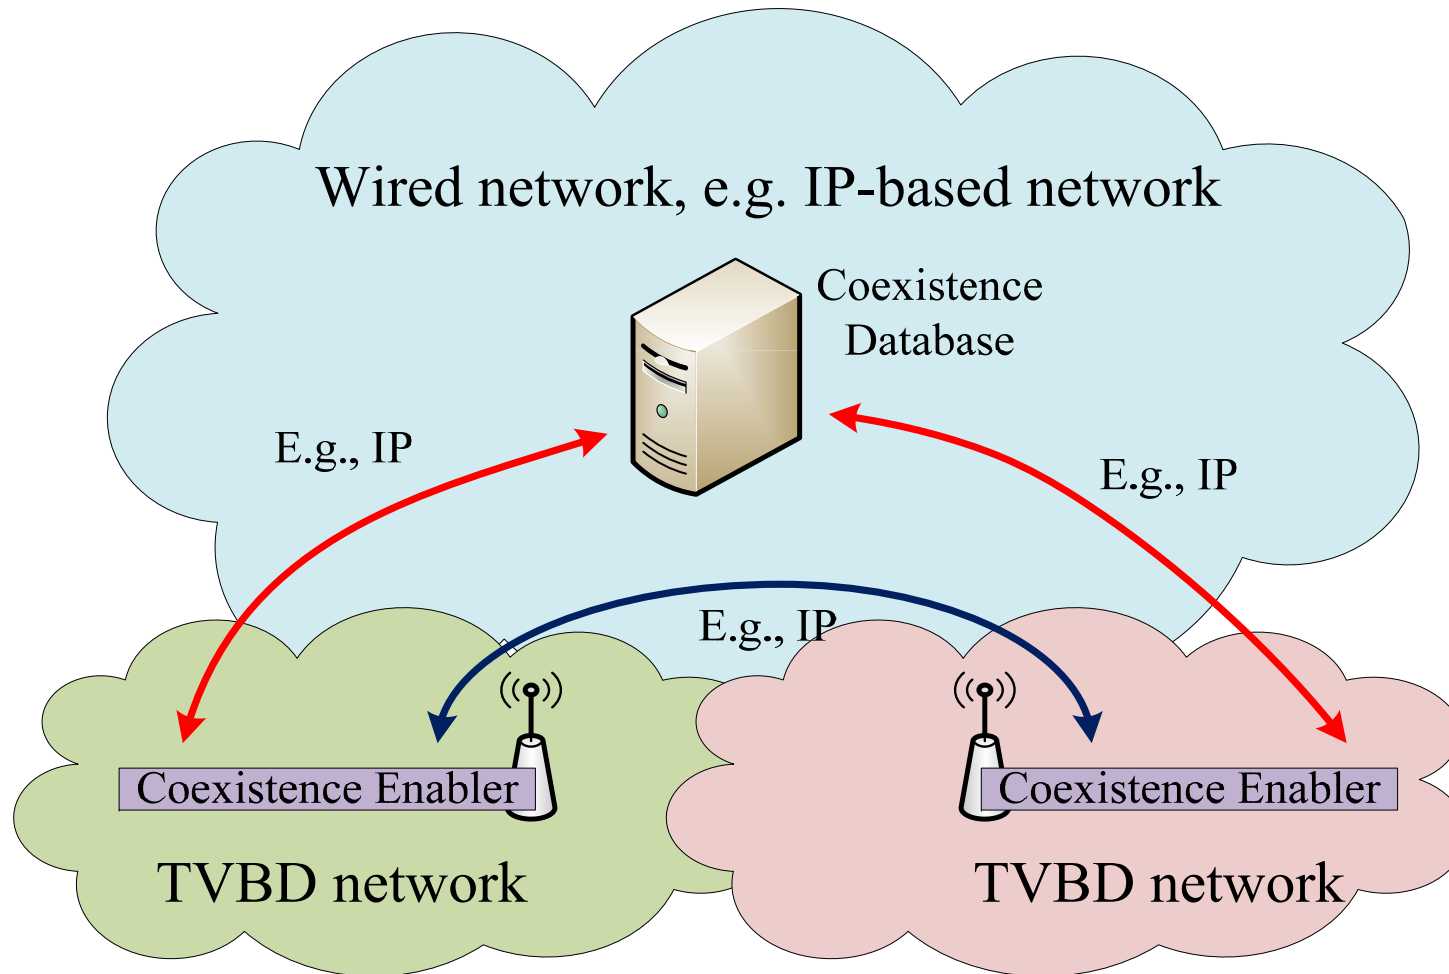 Wired network, e.g. IP-based network
Coexistence
Database
E.g., IP
E.g., IP
E.g., IP
Coexistence Enabler
Coexistence Enabler
TVBD network
TVBD network